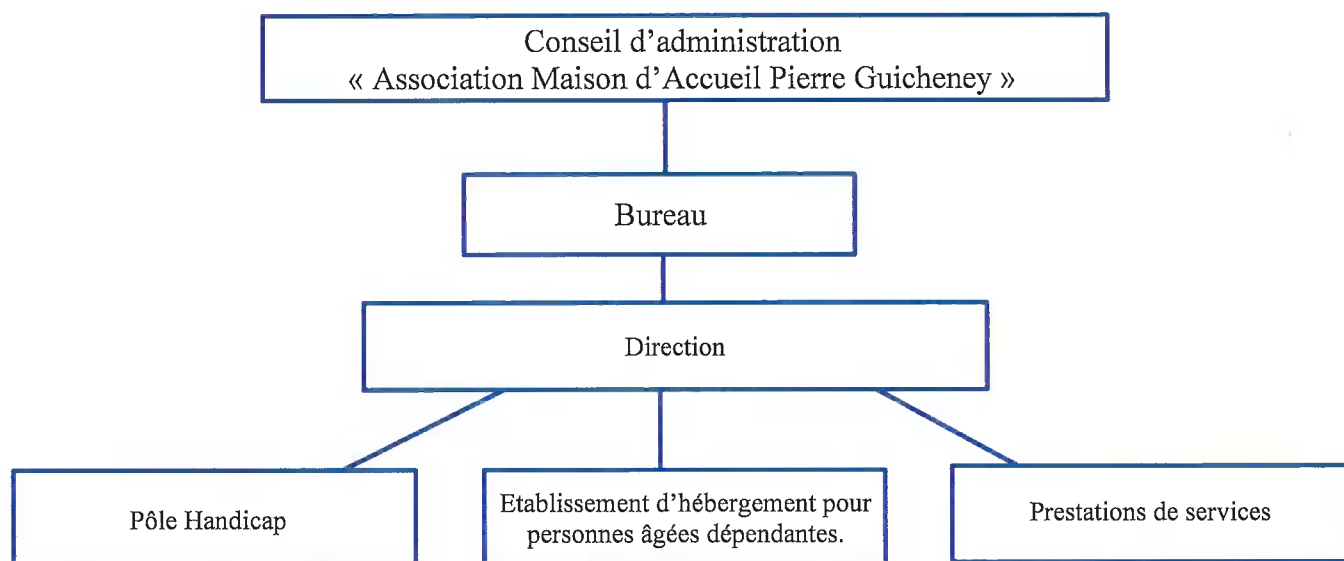 Conseil d'administration
« Association Maison d'Accueil Pierre Guicheney »
Bureau
Direction
Pôle Handicap
Etablissement d'hébergement pour
personnes âgées dépendantes.
Prestations de services